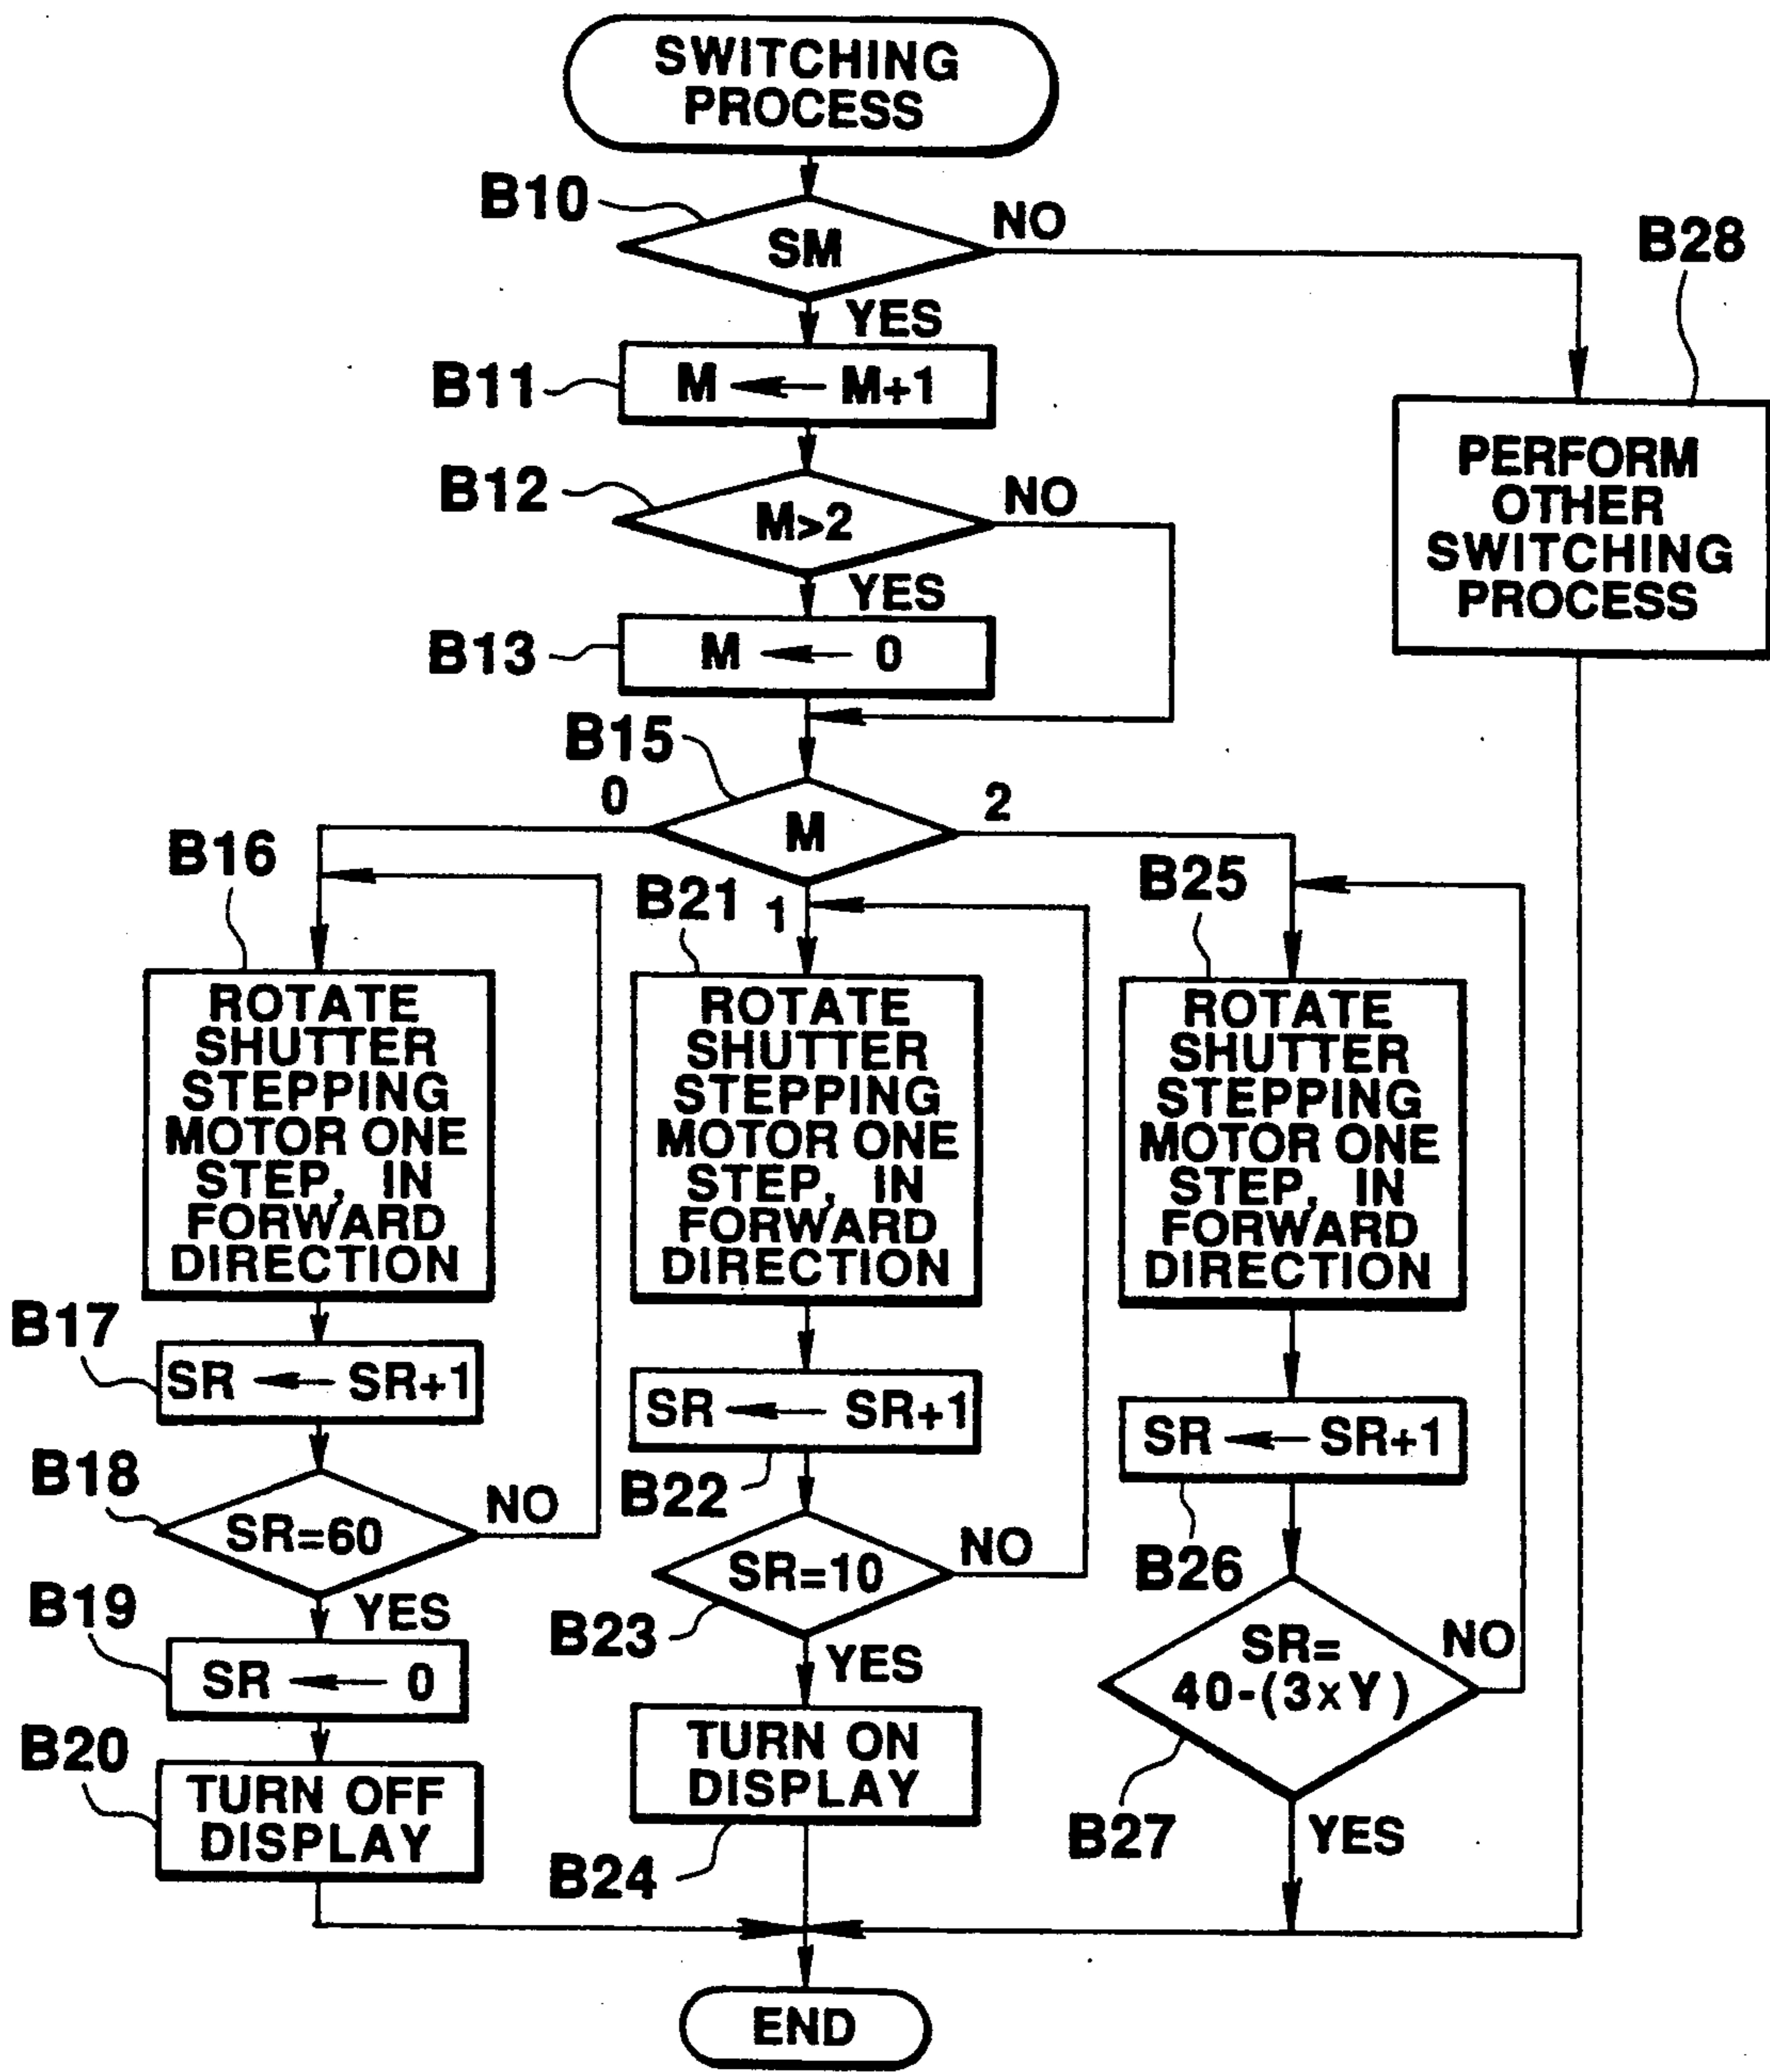 SWITCHING
PROCESS
B10
SM
NO
YES
B28
B11
M ← M+1
PERFORM
OTHER
SWITCHING
PROCESS
B12
M>2
NO
YES
B13
M ← 0
B15
M
0
1
2
B16
ROTATE
SHUTTER
STEPPING
MOTOR ONE
STEP, IN
FORWARD
DIRECTION
B17
SR ← SR+1
B18
SR=60
NO
YES
B19
SR ← 0
B20
TURN OFF
DISPLAY
B21
ROTATE
SHUTTER
STEPPING
MOTOR ONE
STEP, IN
FORWARD
DIRECTION
SR ← SR+1
B22
SR=10
NO
B23
YES
TURN ON
DISPLAY
B24
B25
ROTATE
SHUTTER
STEPPING
MOTOR ONE
STEP, IN
FORWARD
DIRECTION
SR ← SR+1
B26
SR=
40-(3xY)
NO
B27
YES
END